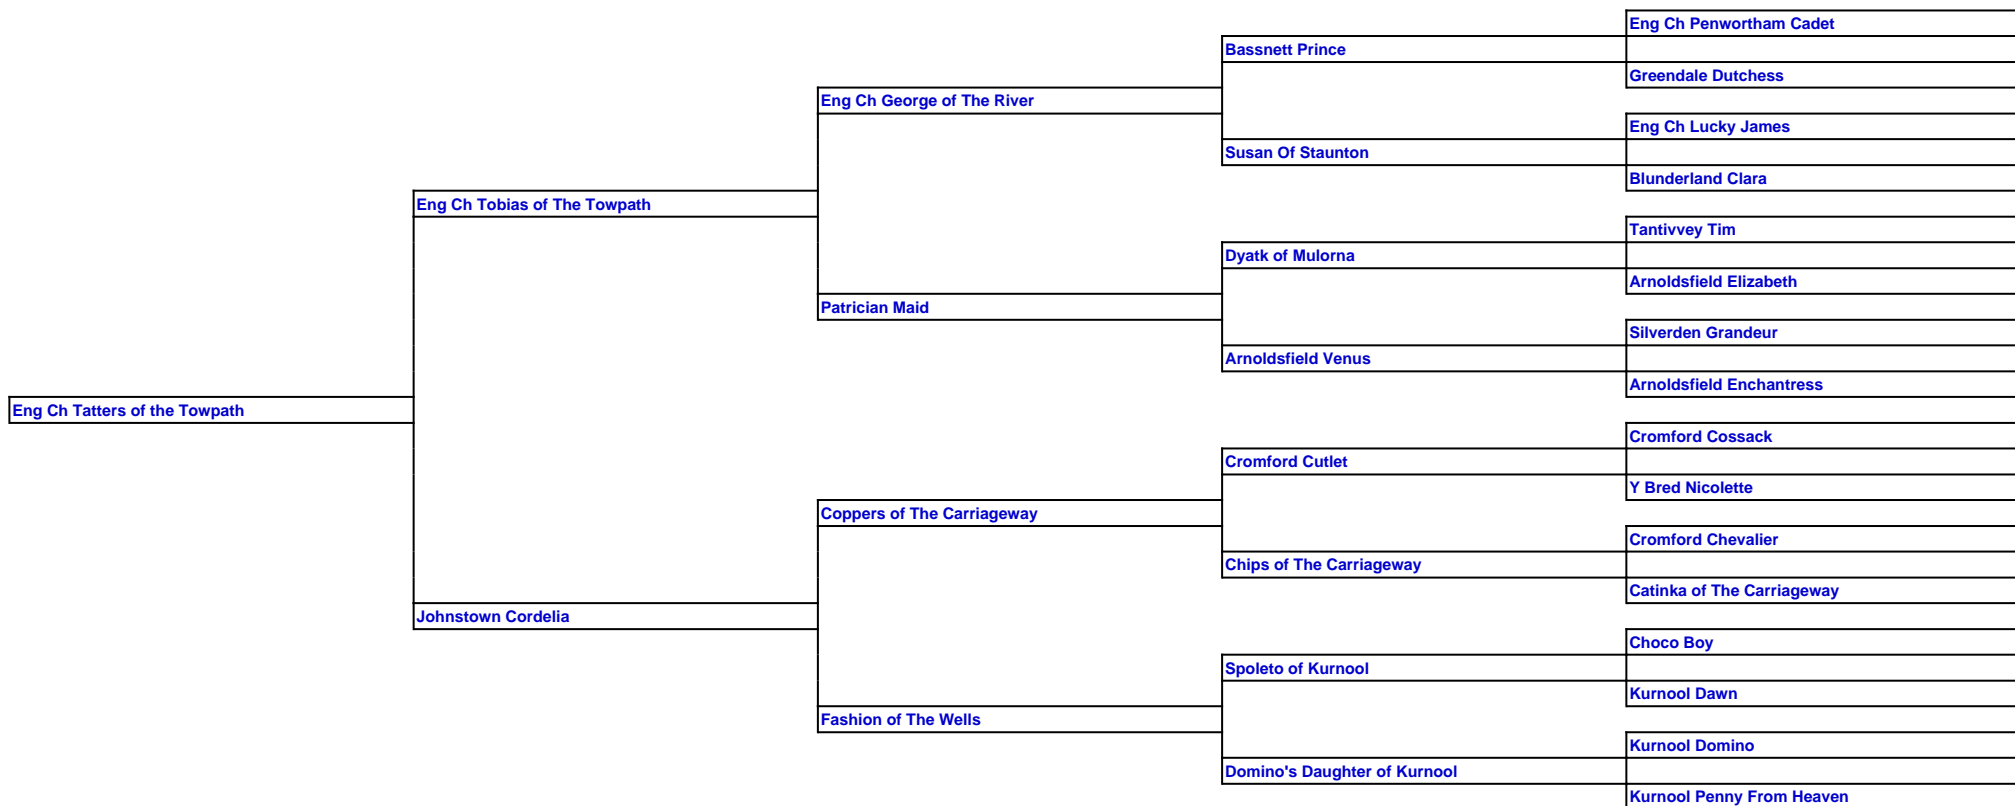 Eng Ch Penwortham Cadet
Bassnett Prince
Greendale Dutchess
Eng Ch George of The River
Eng Ch Lucky James
Susan Of Staunton
Blunderland Clara
Eng Ch Tobias of The Towpath
Tantivvey Tim
Dyatk of Mulorna
Arnoldsfield Elizabeth
Patrician Maid
Silverden Grandeur
Arnoldsfield Venus
Arnoldsfield Enchantress
Eng Ch Tatters of the Towpath
Cromford Cossack
Cromford Cutlet
Y Bred Nicolette
Coppers of The Carriageway
Cromford Chevalier
Chips of The Carriageway
Catinka of The Carriageway
Johnstown Cordelia
Choco Boy
Spoleto of Kurnool
Kurnool Dawn
Fashion of The Wells
Kurnool Domino
Domino's Daughter of Kurnool
Kurnool Penny From Heaven